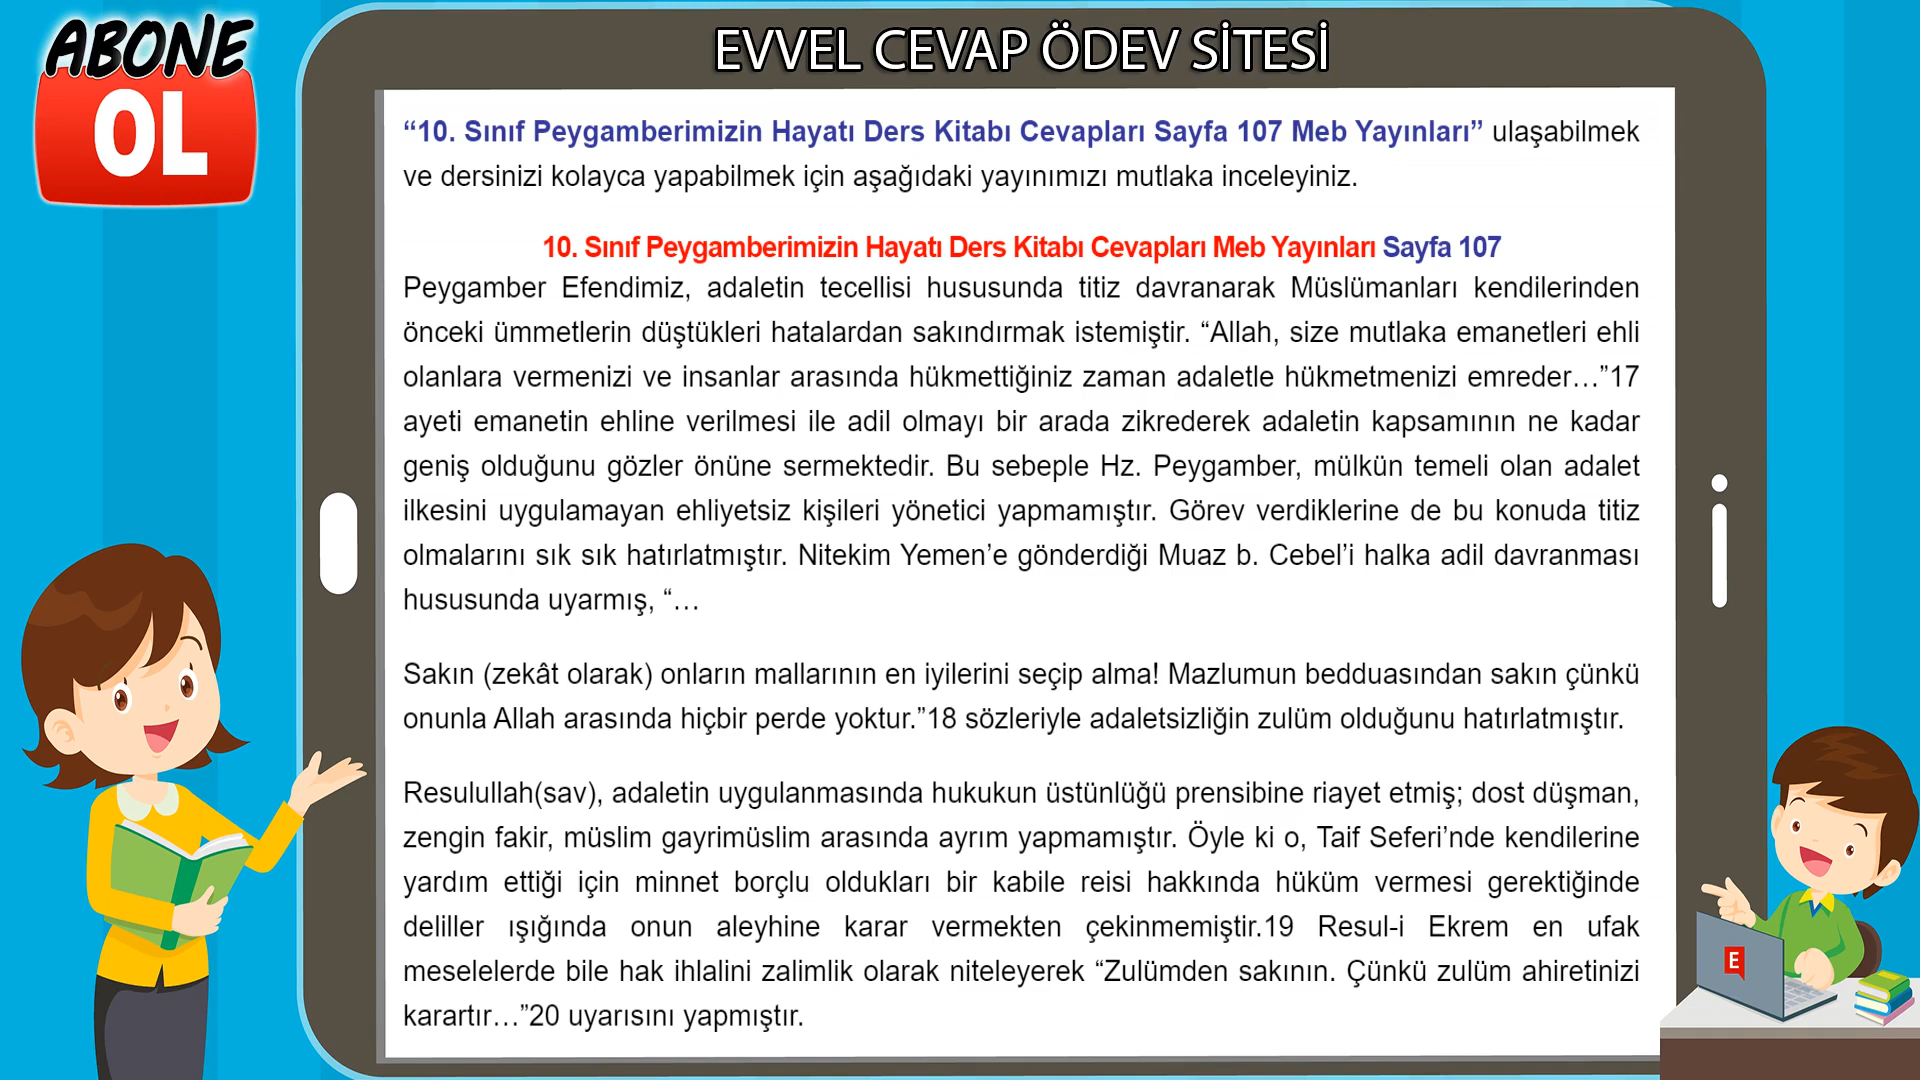 ABONE
OL
EVVEL CEVAP ÖDEV SİTESİ
“10. Sınıf Peygamberimizin Hayatı Ders Kitabı Cevapları Sayfa 107 Meb Yayınları” ulaşabilmek
ve dersinizi kolayca yapabilmek için aşağıdaki yayınımızı mutlaka inceleyiniz.
10. Sınıf Peygamberimizin Hayatı Ders Kitabı Cevapları Meb Yayınları Sayfa 107
Peygamber Efendimiz, adaletin tecellisi hususunda titiz davranarak Müslümanları kendilerinden
önceki ümmetlerin düştükleri hatalardan sakındırmak istemiştir. “Allah, size mutlaka emanetleri ehli
olanlara vermenizi ve insanlar arasında hükmettiğiniz zaman adaletle hükmetmenizi emreder…”17
ayeti emanetin ehline verilmesi ile adil olmayı bir arada zikrederek adaletin kapsamının ne kadar
geniş olduğunu gözler önüne sermektedir. Bu sebeple Hz. Peygamber, mülkün temeli olan adalet
ilkesini uygulamayan ehliyetsiz kişileri yönetici yapmamıştır. Görev verdiklerine de bu konuda titiz
olmalarını sık sık hatırlatmıştır. Nitekim Yemen’e gönderdiği Muaz b. Cebel’i halka adil davranması
hususunda uyarmış, “…
Sakın (zekât olarak) onların mallarının en iyilerini seçip alma! Mazlumun bedduasından sakın çünkü
onunla Allah arasında hiçbir perde yoktur.”18 sözleriyle adaletsizliğin zulüm olduğunu hatırlatmıştır.
Resulullah(sav), adaletin uygulanmasında hukukun üstünlüğü prensibine riayet etmiş; dost düşman,
zengin fakir, müslim gayrimüslim arasında ayrım yapmamıştır. Öyle ki o, Taif Seferi’nde kendilerine
yardım ettiği için minnet borçlu oldukları bir kabile reisi hakkında hüküm vermesi gerektiğinde
deliller ışığında onun aleyhine karar vermekten çekinmemiştir.19 Resul-i Ekrem en ufak
meselelerde bile hak ihlalini zalimlik olarak niteleyerek “Zulümden sakının. Çünkü zulüm ahiretinizi
karartır…”20 uyarısını yapmıştır.
E